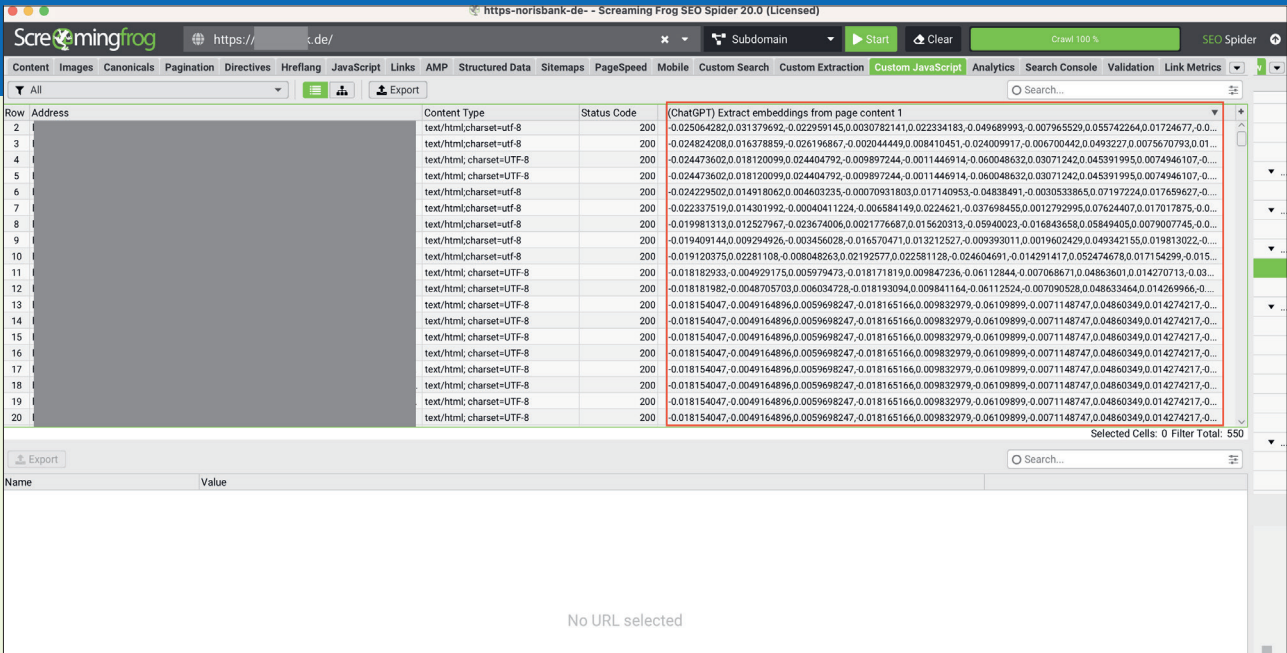 https-norisbank-de- - Screaming Frog SEO Spider 20.0 (Licensed)
Screamingfrog https:// k.de/ Subdomain Start Clear Crawl 100 % SEO Spider
Content Images Canonicals Pagination Directives Hreflang JavaScript Links AMP Structured Data Sitemaps PageSpeed Mobile Custom Search Custom Extraction Custom JavaScript Analytics Search Console Validation Link Metrics
All Export Search...
Row Address Content Type Status Code (ChatGPT) Extract embeddings from page content 1
2 text/html;charset=utf-8 200 -0.025064282,0.031379692,-0.022959145,0.0030782141,0.022334183,-0.049689993,-0.007965529,0.055742264,0.01724677,-0.0...
3 text/html;charset=utf-8 200 -0.024824208,0.016378859,-0.026196867,-0.002044449,0.008410451,-0.024009917,-0.006700442,0.0493227,0.0075670793,0.01...
4 text/html; charset=UTF-8 200 -0.024473602,0.018120099,0.024404792,-0.009897244,-0.0011446914,-0.060048632,0.03071242,0.045391995,0.0074946107,-0...
5 text/html; charset=UTF-8 200 -0.024473602,0.018120099,0.024404792,-0.009897244,-0.0011446914,-0.060048632,0.03071242,0.045391995,0.0074946107,-0...
6 text/html;charset=utf-8 200 -0.024229502,0.014918062,0.004603235,-0.00070931803,0.017140953,-0.04838491,-0.0030533865,0.07197224,0.017659627,-0...
7 text/html;charset=utf-8 200 -0.022337519,0.014301992,-0.00040411224,-0.006584149,0.0224621,-0.037698455,0.0012792995,0.07624407,0.017017875,-0.0...
8 text/html;charset=utf-8 200 -0.019981313,0.012527967,-0.023674006,0.0021776687,0.015620313,-0.05940023,-0.016843658,0.05849405,0.0079007745,-0.0...
9 text/html;charset=utf-8 200 -0.019409144,0.009294926,-0.003456028,-0.016570471,0.013212527,-0.009393011,0.0019602429,0.049342155,0.019813022,-0...
10 text/html;charset=utf-8 200 -0.019120375,0.02281108,-0.008048263,0.02192577,0.022581128,-0.024604691,-0.014291417,0.052474678,0.017154299,-0.015...
11 text/html; charset=UTF-8 200 -0.018182933,-0.004929175,0.005979473,-0.018171819,0.009847236,-0.06112844,-0.007068671,0.04863601,0.014270713,-0.03...
12 text/html; charset=UTF-8 200 -0.018181982,-0.0048705703,0.006034728,-0.018193094,0.009841164,-0.06112524,-0.007090528,0.048633464,0.014269966,-0...
13 text/html; charset=UTF-8 200 -0.018154047,-0.0049164896,0.0059698247,-0.018165166,0.009832979,-0.06109899,-0.0071148747,0.04860349,0.014274217,-0...
14 text/html; charset=UTF-8 200 -0.018154047,-0.0049164896,0.0059698247,-0.018165166,0.009832979,-0.06109899,-0.0071148747,0.04860349,0.014274217,-0...
15 text/html; charset=UTF-8 200 -0.018154047,-0.0049164896,0.0059698247,-0.018165166,0.009832979,-0.06109899,-0.0071148747,0.04860349,0.014274217,-0...
16 text/html; charset=UTF-8 200 -0.018154047,-0.0049164896,0.0059698247,-0.018165166,0.009832979,-0.06109899,-0.0071148747,0.04860349,0.014274217,-0...
17 text/html; charset=UTF-8 200 -0.018154047,-0.0049164896,0.0059698247,-0.018165166,0.009832979,-0.06109899,-0.0071148747,0.04860349,0.014274217,-0...
18 text/html; charset=UTF-8 200 -0.018154047,-0.0049164896,0.0059698247,-0.018165166,0.009832979,-0.06109899,-0.0071148747,0.04860349,0.014274217,-0...
19 text/html; charset=UTF-8 200 -0.018154047,-0.0049164896,0.0059698247,-0.018165166,0.009832979,-0.06109899,-0.0071148747,0.04860349,0.014274217,-0...
20 text/html; charset=UTF-8 200 -0.018154047,-0.0049164896,0.0059698247,-0.018165166,0.009832979,-0.06109899,-0.0071148747,0.04860349,0.014274217,-0...
Selected Cells: 0 Filter Total: 550
Export Search...
Name Value
No URL selected